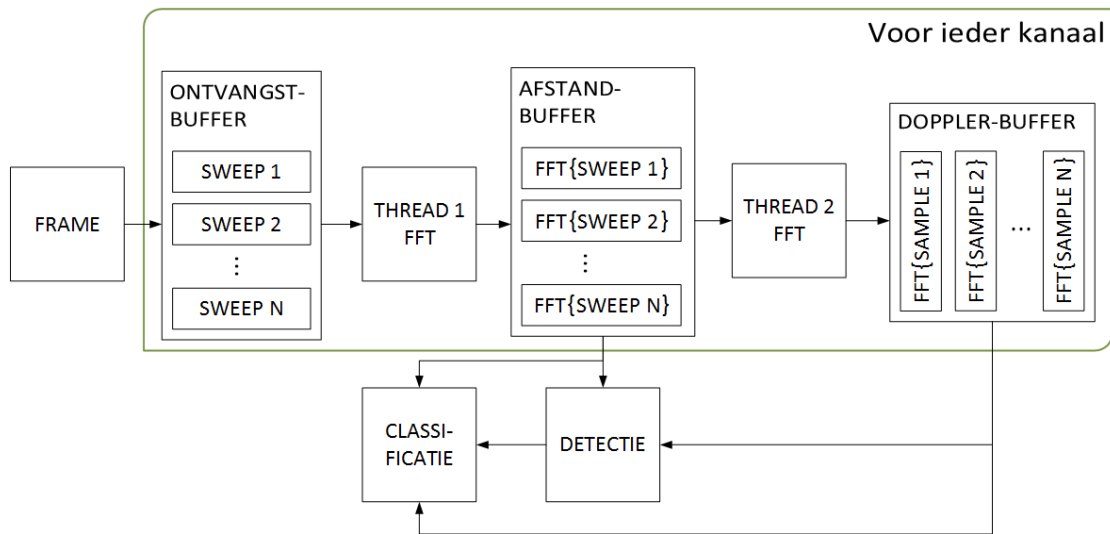 Voor ieder kanaal
FRAME
ONTVANGST-
BUFFER
SWEEP 1
SWEEP 2
⋮
SWEEP N
THREAD 1
FFT
AFSTAND-
BUFFER
FFT{SWEEP 1}
FFT{SWEEP 2}
⋮
FFT{SWEEP N}
THREAD 2
FFT
DOPPLER-BUFFER
FFT{SAMPLE 1}
FFT{SAMPLE 2}
...
FFT{SAMPLE N}
CLASSI-
FICATIE
DETECTIE